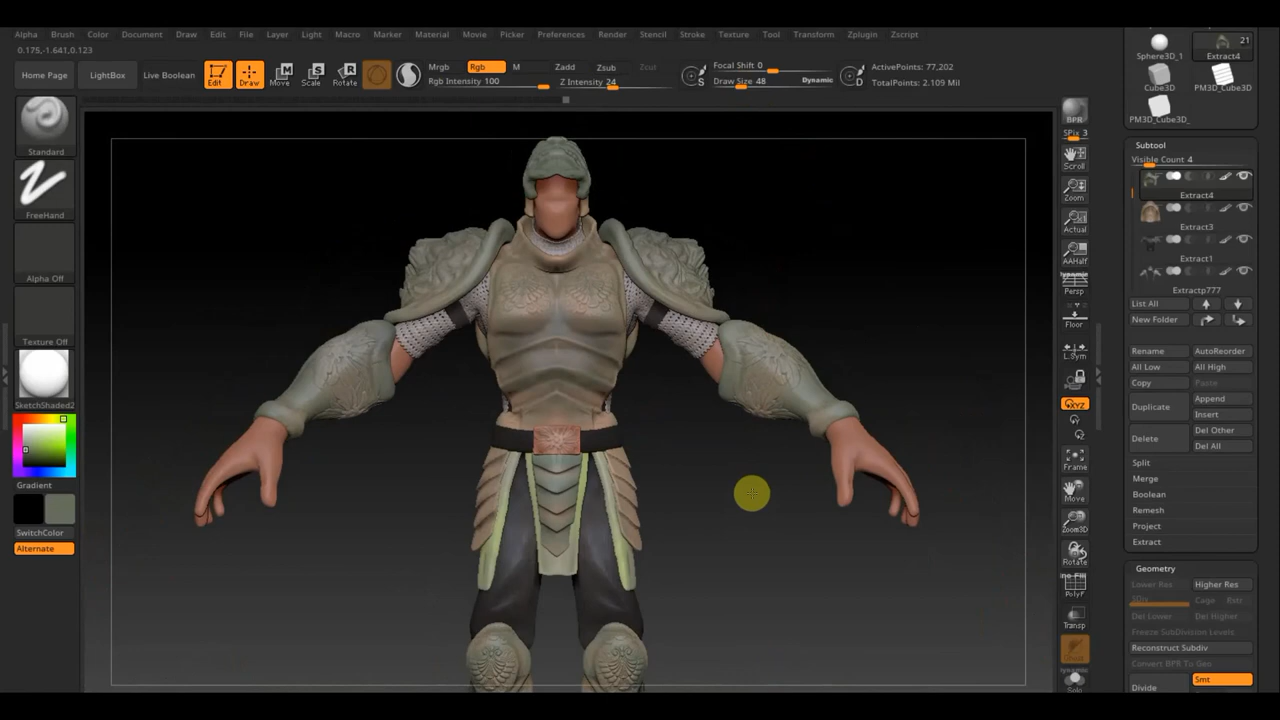 Alpha Brush Color Document Draw Edit File Layer Light Macro Marker Material Movie Picker Preferences Render Stencil Stroke Texture Tool Transform Zplugin Zscript
0.175,-1.641,0.123
Home Page
LightBox
Live Boolean
Edit
Draw
Move
Scale
Rotate
Mrgb Rgb M
Rgb Intensity 100
Zadd Zsub Zcut
Z Intensity 24
S
Focal Shift 0
Draw Size 48 Dynamic
D
ActivePoints: 77,202
TotalPoints: 2.109 Mil
Standard
FreeHand
Alpha Off
Texture Off
SketchShaded2
Gradient
SwitchColor
Alternate
BPR
SPix 3
Scroll
Zoom
Actual
AAHalf
Dynamic
Persp
Floor
L.Sym
XYZ
Y
Z
Frame
Move
Zoom3D
Rotate
Line Fill
PolyF
Transp
Ghost
Solo
Sphere3D_1
21
Extract4
Cube3D
PM3D_Cube3D
PM3D_Cube3D_
Subtool
Visible Count 4
Extract4
Extract3
Extract1
Extractp777
List All
New Folder
Rename AutoReorder
All Low All High
Copy Paste
Duplicate
Append
Insert
Delete
Del Other
Del All
Split
Merge
Boolean
Remesh
Project
Extract
Geometry
Lower Res Higher Res
SDiv
Cage Rstr
Del Lower Del Higher
Freeze SubDivision Levels
Reconstruct Subdiv
Convert BPR To Geo
Divide
Smt